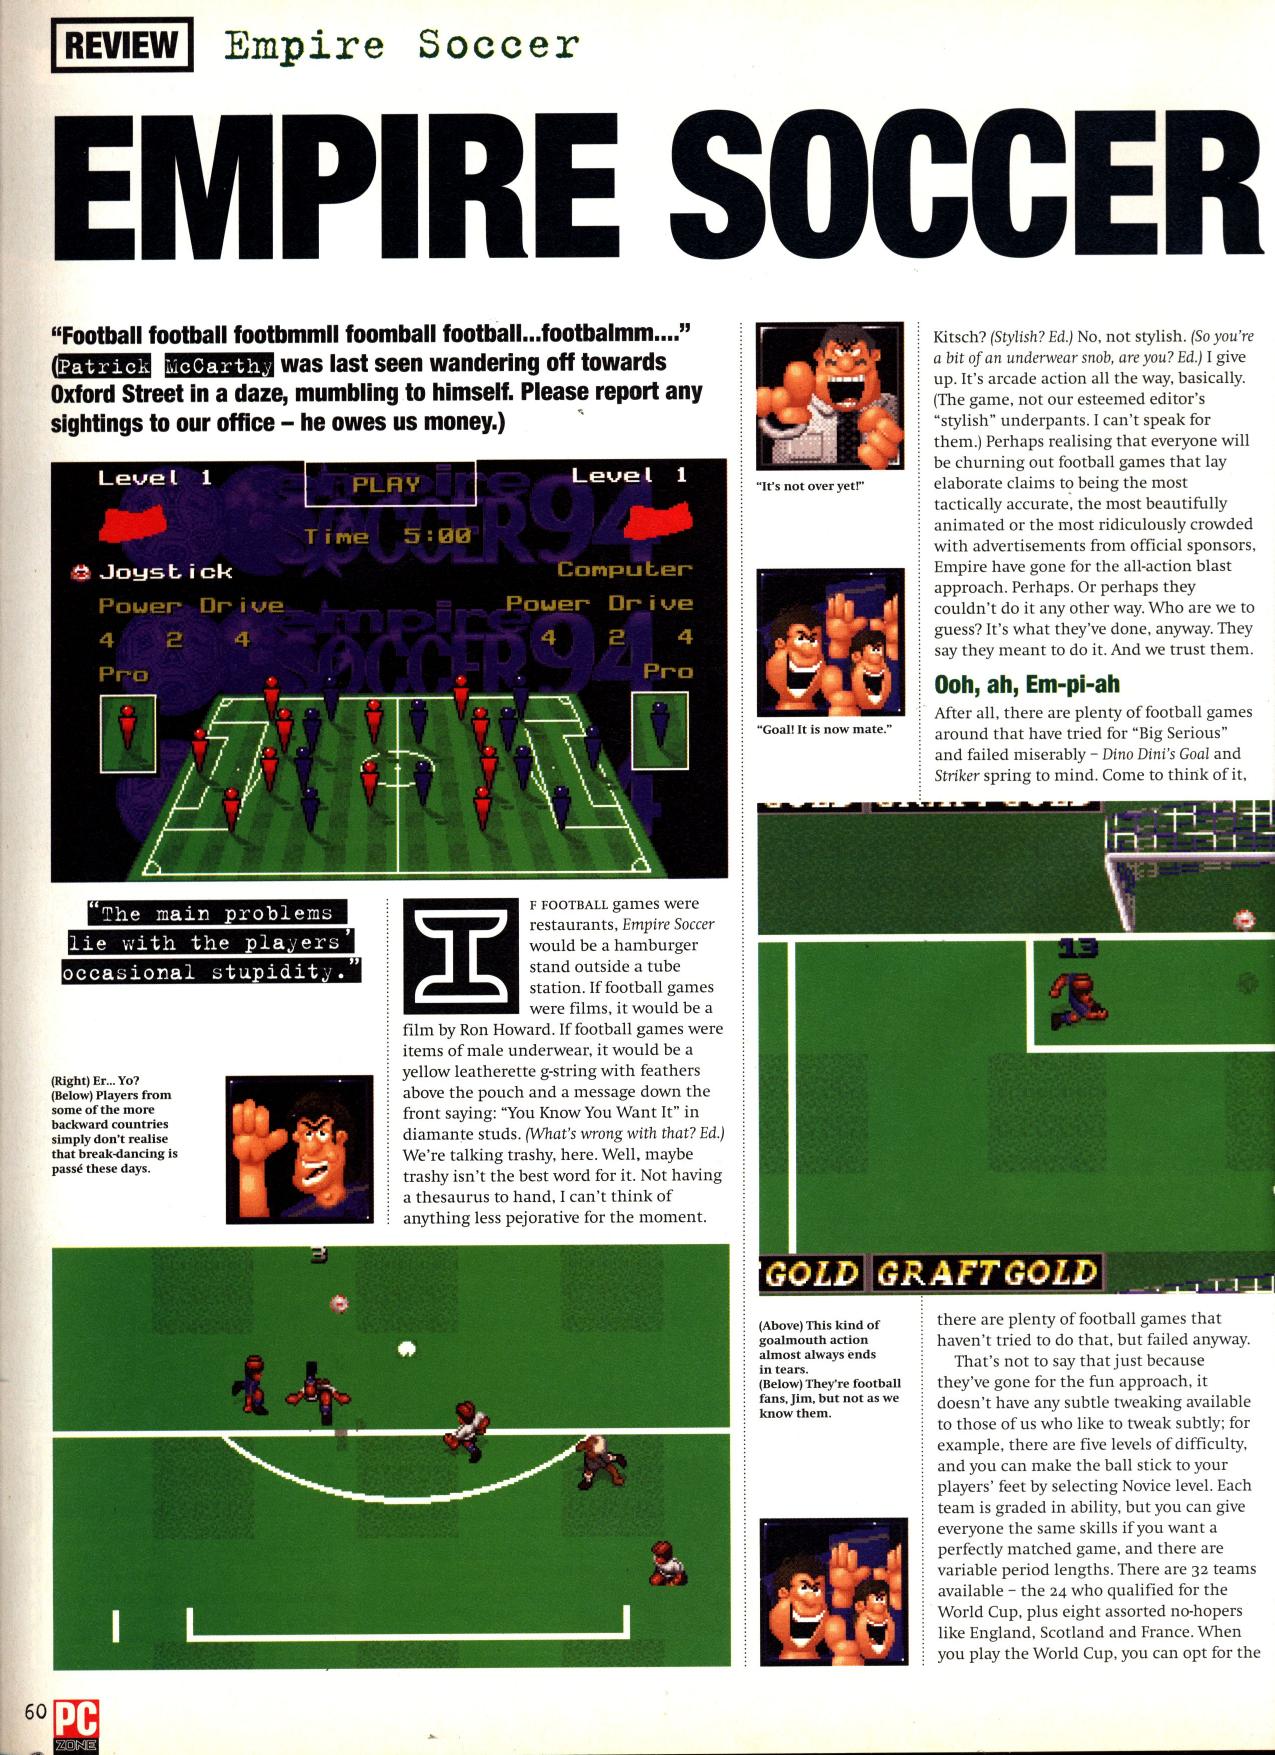 REVIEW Empire Soccer
EMPIRE SOCCER
“Football football footbmmll foomball football...footbalmm....”
(Patrick McCarthy was last seen wandering off towards
Oxford Street in a daze, mumbling to himself. Please report any
sightings to our office – he owes us money.)
Level 1 PLAY Level 1
Time 5:00
Joystick Computer
Power Drive Power Drive
4 2 4 4 2 4
Pro Pro
empire
SOCCER 94
empire
SOCCER 94
“The main problems
lie with the players’
occasional stupidity.”
(Right) Er... Yo?
(Below) Players from
some of the more
backward countries
simply don't realise
that break-dancing is
passé these days.
IF FOOTBALL games were
restaurants, Empire Soccer
would be a hamburger
stand outside a tube
station. If football games
were films, it would be a
film by Ron Howard. If football games were
items of male underwear, it would be a
yellow leatherette g-string with feathers
above the pouch and a message down the
front saying: “You Know You Want It” in
diamante studs. (What's wrong with that? Ed.)
We're talking trashy, here. Well, maybe
trashy isn't the best word for it. Not having
a thesaurus to hand, I can't think of
anything less pejorative for the moment.
3
“It's not over yet!”
“Goal! It is now mate.”
Kitsch? (Stylish? Ed.) No, not stylish. (So you're
a bit of an underwear snob, are you? Ed.) I give
up. It's arcade action all the way, basically.
(The game, not our esteemed editor's
“stylish” underpants. I can't speak for
them.) Perhaps realising that everyone will
be churning out football games that lay
elaborate claims to being the most
tactically accurate, the most beautifully
animated or the most ridiculously crowded
with advertisements from official sponsors,
Empire have gone for the all-action blast
approach. Perhaps. Or perhaps they
couldn't do it any other way. Who are we to
guess? It's what they've done, anyway. They
say they meant to do it. And we trust them.
Ooh, ah, Em-pi-ah
After all, there are plenty of football games
around that have tried for “Big Serious”
and failed miserably – Dino Dini's Goal and
Striker spring to mind. Come to think of it,
GOLD GRAFTGOLD
13
GOLD GRAFTGOLD
(Above) This kind of
goalmouth action
almost always ends
in tears.
(Below) They're football
fans, Jim, but not as we
know them.
there are plenty of football games that
haven't tried to do that, but failed anyway.
That's not to say that just because
they've gone for the fun approach, it
doesn't have any subtle tweaking available
to those of us who like to tweak subtly; for
example, there are five levels of difficulty,
and you can make the ball stick to your
players' feet by selecting Novice level. Each
team is graded in ability, but you can give
everyone the same skills if you want a
perfectly matched game, and there are
variable period lengths. There are 32 teams
available – the 24 who qualified for the
World Cup, plus eight assorted no-hopers
like England, Scotland and France. When
you play the World Cup, you can opt for the
60 PC
ZONE